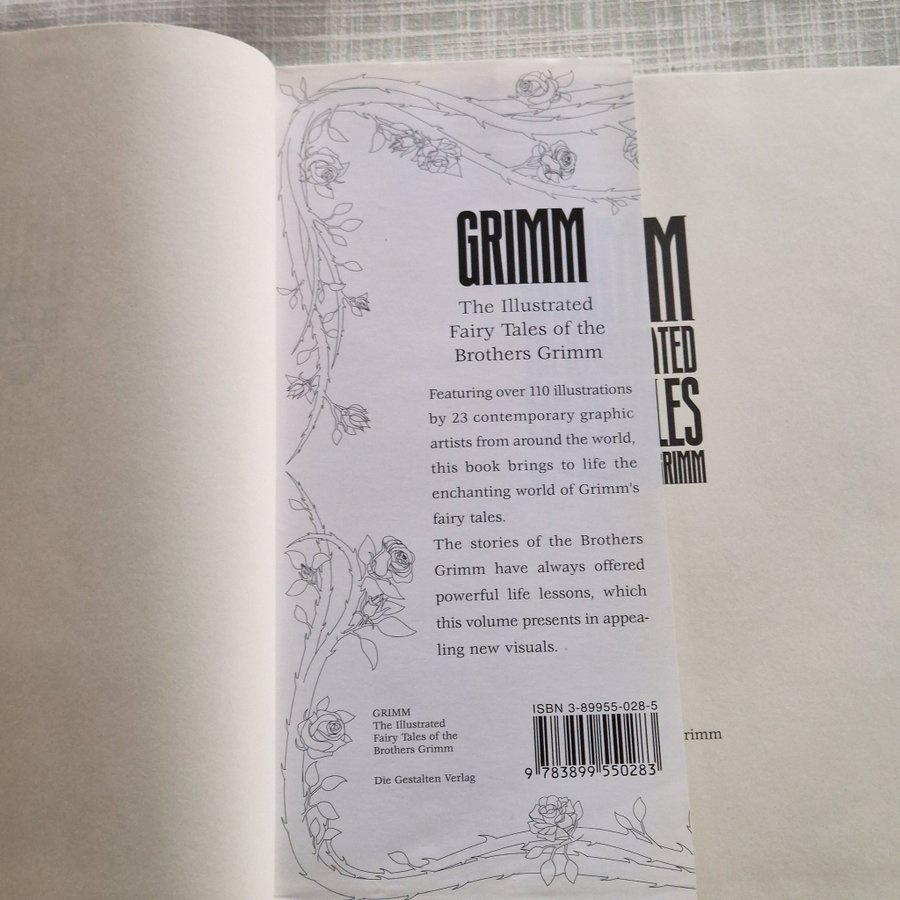 GRIMM
The Illustrated
Fairy Tales of the
Brothers Grimm
Featuring over 110 illustrations
by 23 contemporary graphic
artists from around the world,
this book brings to life the
enchanting world of Grimm's
fairy tales.
The stories of the Brothers
Grimm have always offered
powerful life lessons, which
this volume presents in appea-
ling new visuals.
GRIMM
The Illustrated
Fairy Tales of the
Brothers Grimm
Die Gestalten Verlag
ISBN 3-89955-028-5
9 783899 550283
M
ATED
LES
GRIMM
rimm